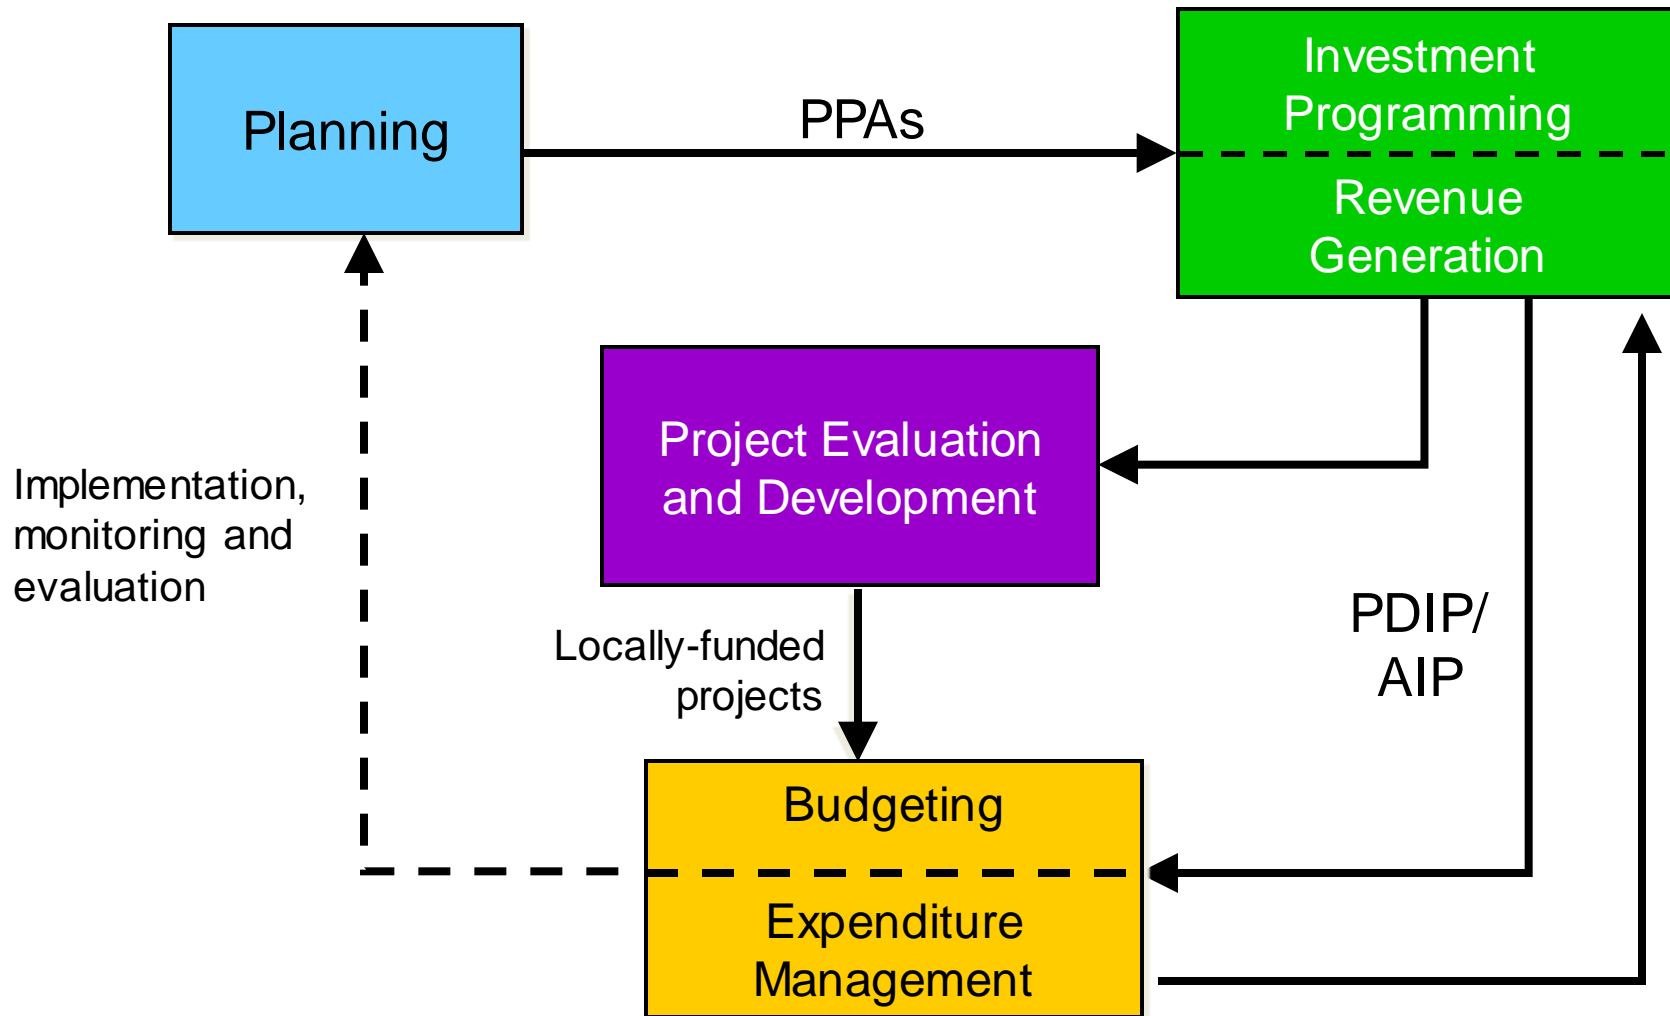 Planning
PPAs
Investment
Programming
Revenue
Generation
Project Evaluation
and Development
Implementation,
monitoring and
evaluation
Locally-funded
projects
PDIP/
AIP
Budgeting
Expenditure
Management